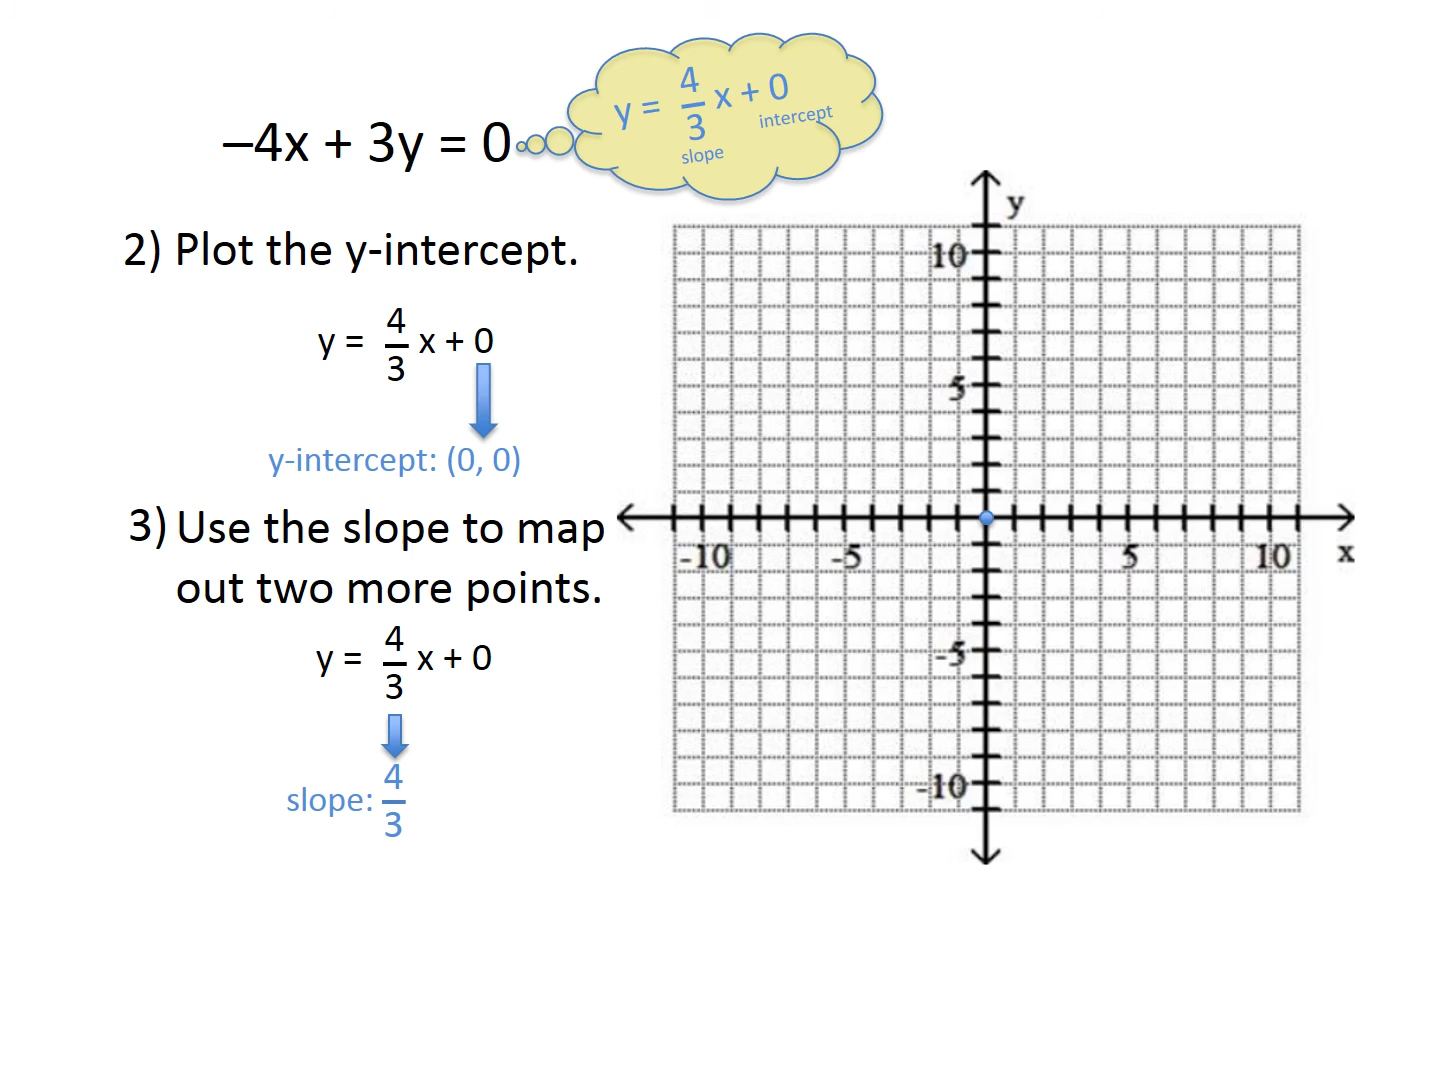 –4x + 3y = 0
y = 4/3 x + 0
slope
intercept
2) Plot the y-intercept.
y = 4/3 x + 0
y-intercept: (0, 0)
3) Use the slope to map
out two more points.
y = 4/3 x + 0
slope: 4/3
y
10
5
-10 -5 5 10 x
-5
-10